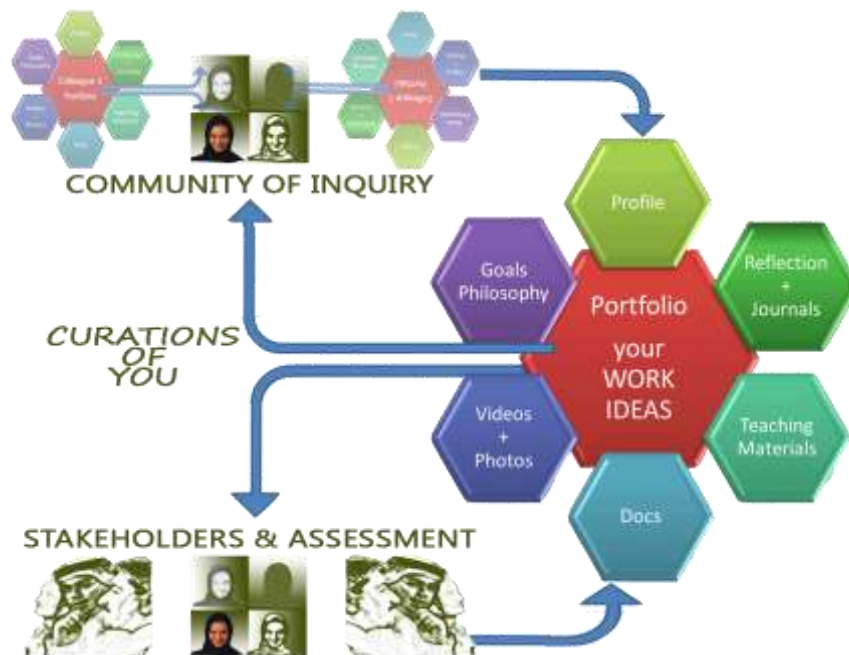 COMMUNITY OF INQUIRY
Profile
Goals
Philosophy
Reflection
+
Journals
Portfolio
your
WORK
IDEAS
CURATIONS
OF
YOU
Videos
+
Photos
Teaching
Materials
Docs
STAKEHOLDERS & ASSESSMENT